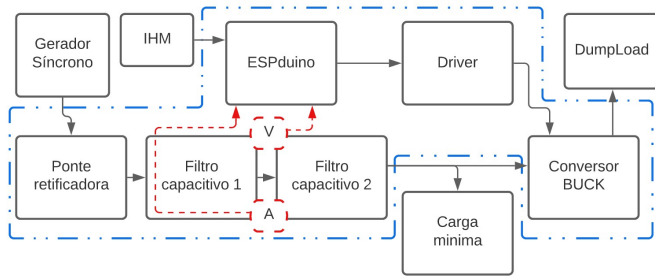 Gerador
Síncrono
IHM
ESPduino
Driver
DumpLoad
V
Ponte
retificadora
Filtro
capacitivo 1
Filtro
capacitivo 2
Conversor
BUCK
A
Carga
minima